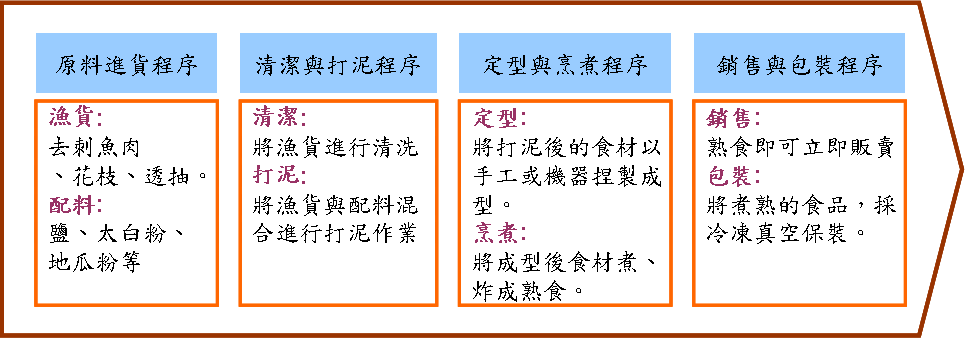 原料進貨程序
漁貨:
去刺魚肉
、花枝、透抽。
配料:
鹽、太白粉、
地瓜粉等
清潔與打泥程序
清潔:
將漁貨進行清洗
打泥:
將漁貨與配料混
合進行打泥作業
定型與烹煮程序
定型:
將打泥後的食材以
手工或機器捏製成
型。
烹煮:
將成型後食材煮、
炸成熟食。
銷售與包裝程序
銷售:
熟食即可立即販賣
包裝:
將煮熟的食品，採
冷凍真空保裝。